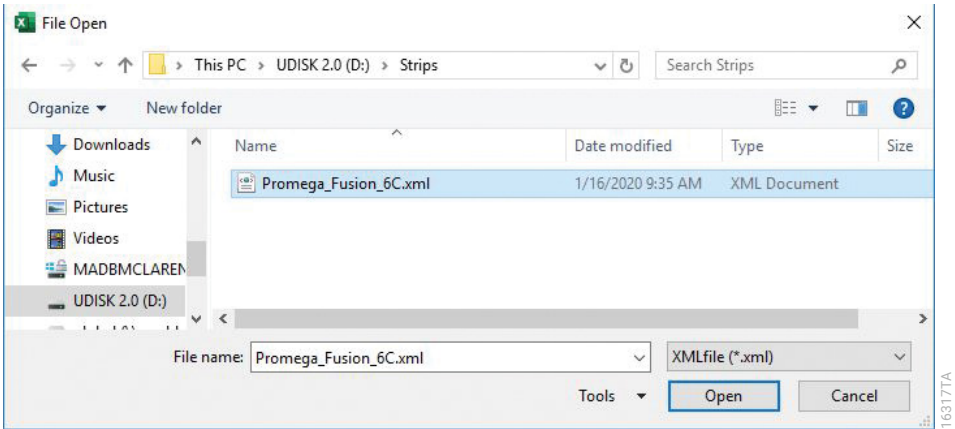 File Open
This PC > UDISK 2.0 (D:) > Strips
Search Strips
Organize
New folder
Name
Date modified
Type
Size
Downloads
Music
Pictures
Videos
MADBMCLAREN
UDISK 2.0 (D:)
Promega_Fusion_6C.xml
1/16/2020 9:35 AM
XML Document
File name:
Promega_Fusion_6C.xml
XMLfile (*.xml)
Tools
Open
Cancel
16317TA